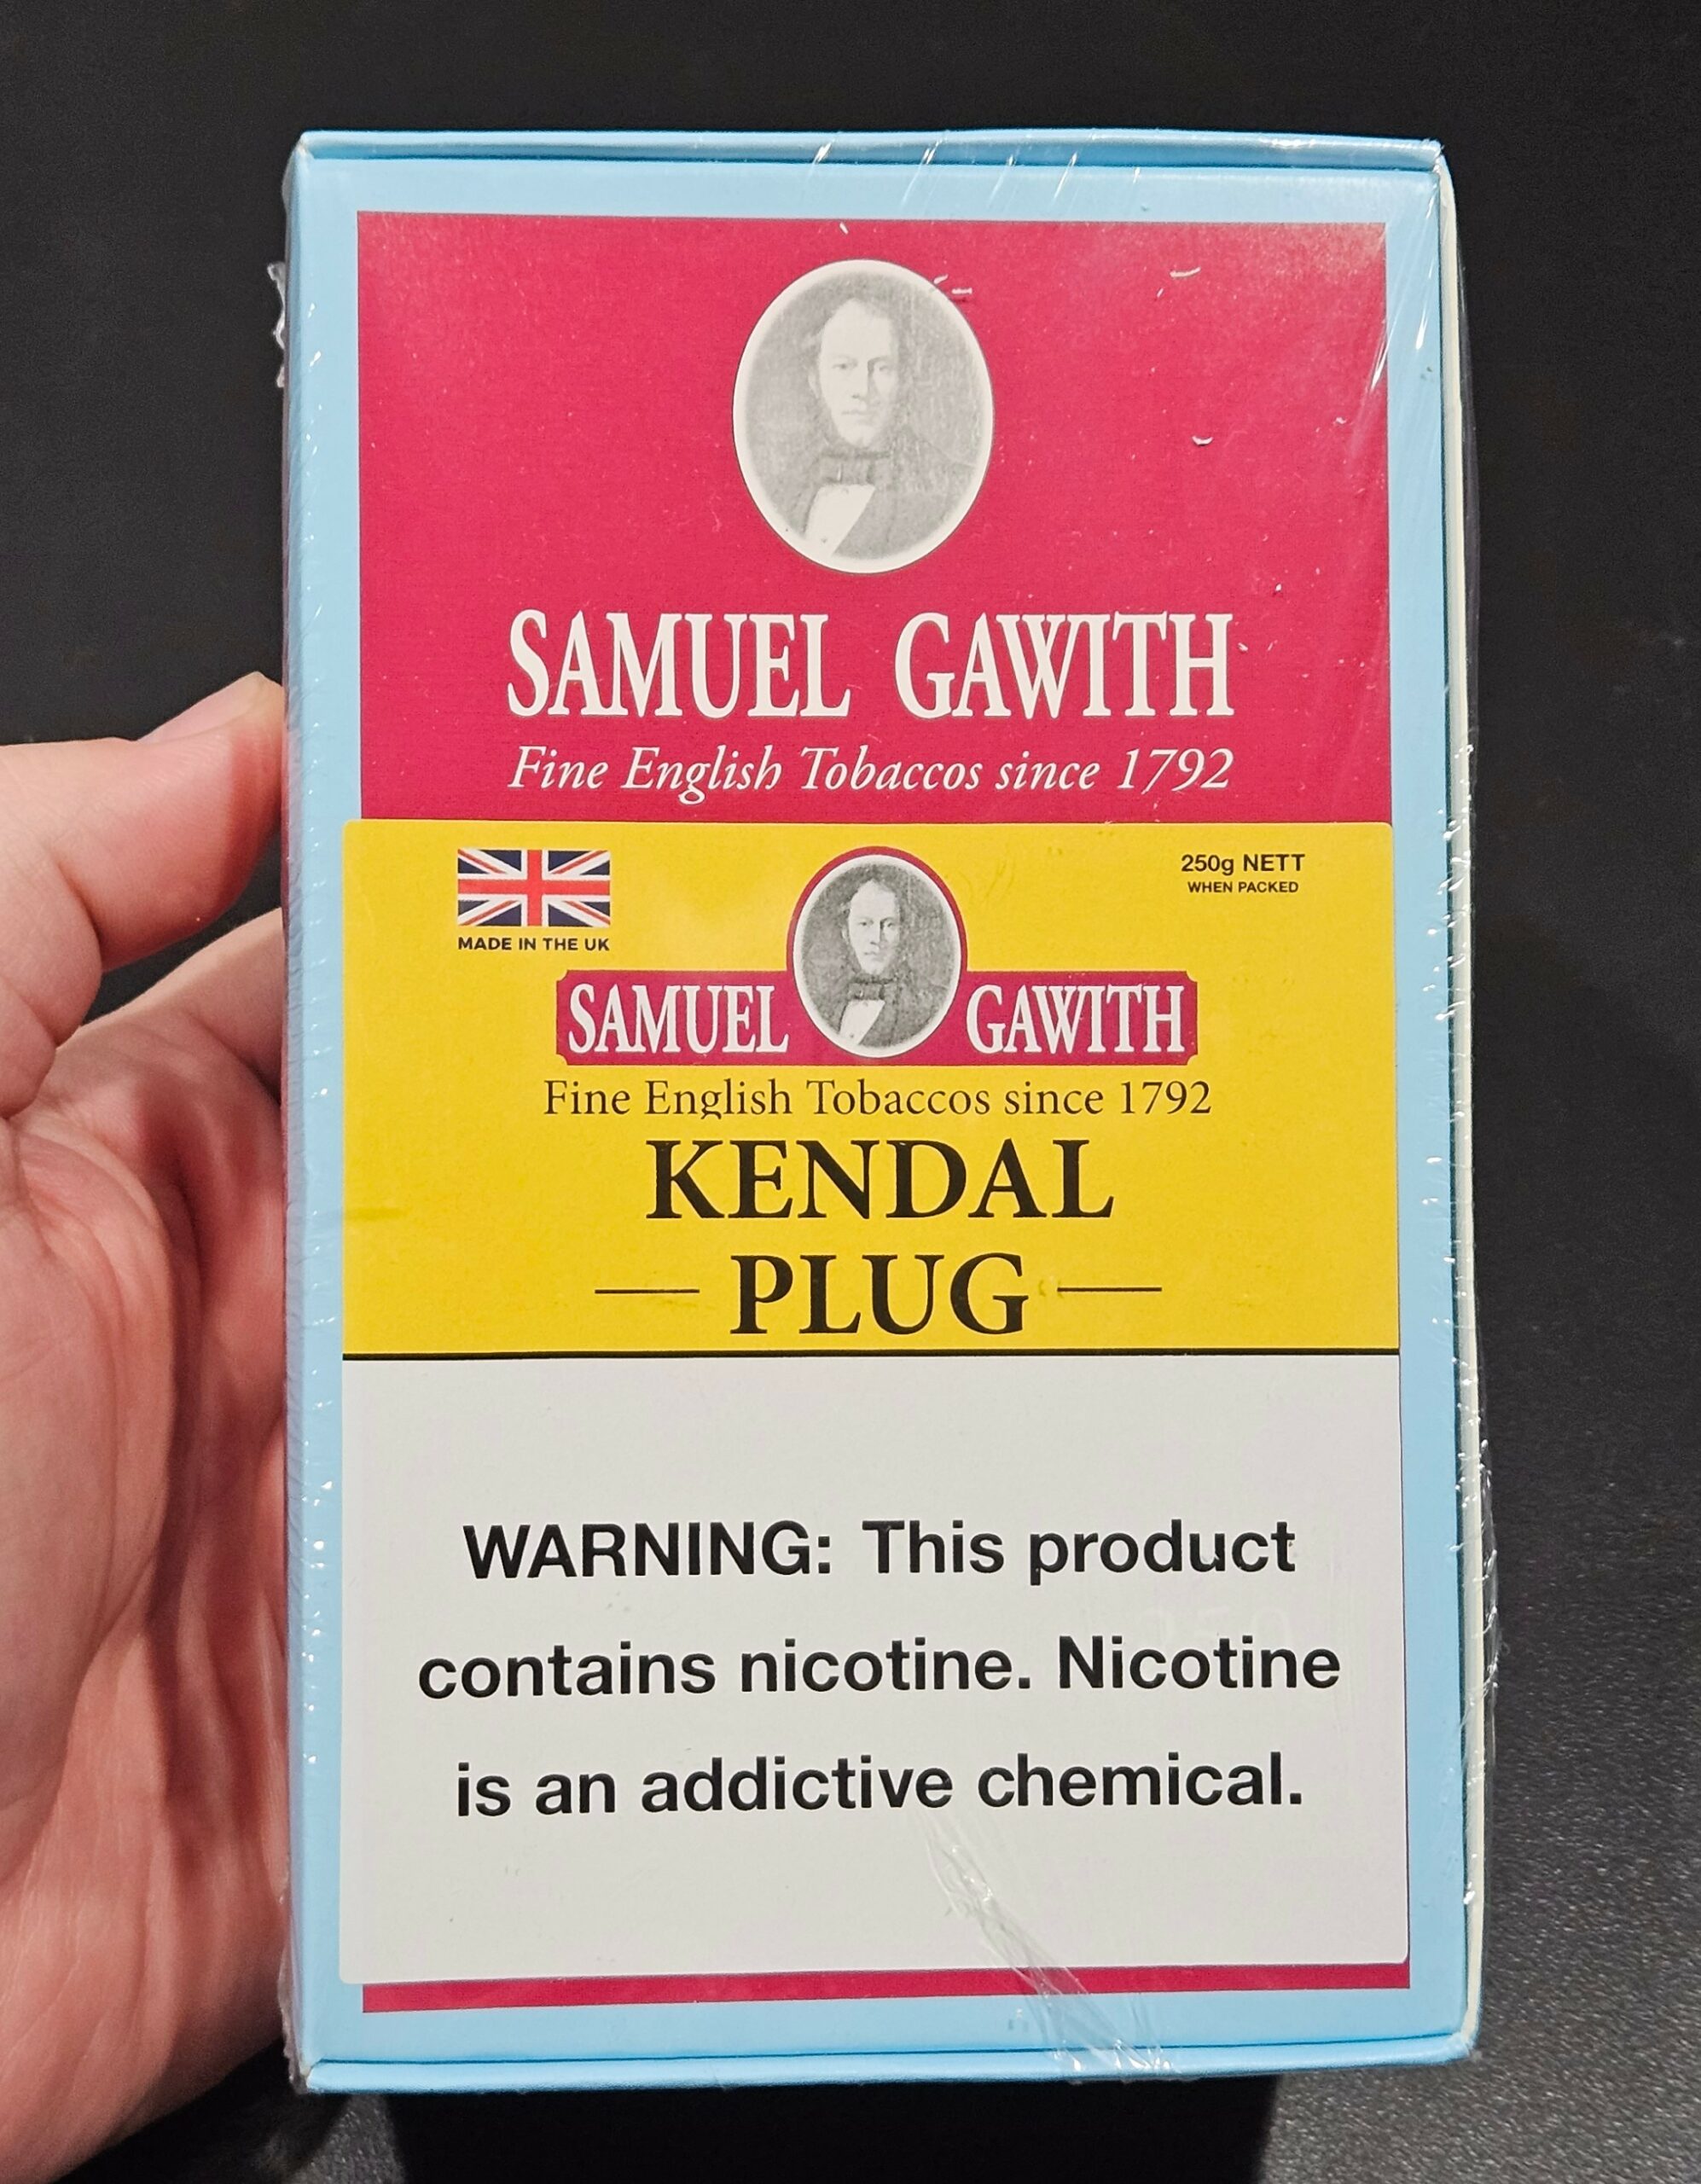 SAMUEL GAWITH
Fine English Tobaccos since 1792
MADE IN THE UK
250g NETT
WHEN PACKED
SAMUEL GAWITH
Fine English Tobaccos since 1792
KENDAL
PLUG
WARNING: This product
contains nicotine. Nicotine
is an addictive chemical.